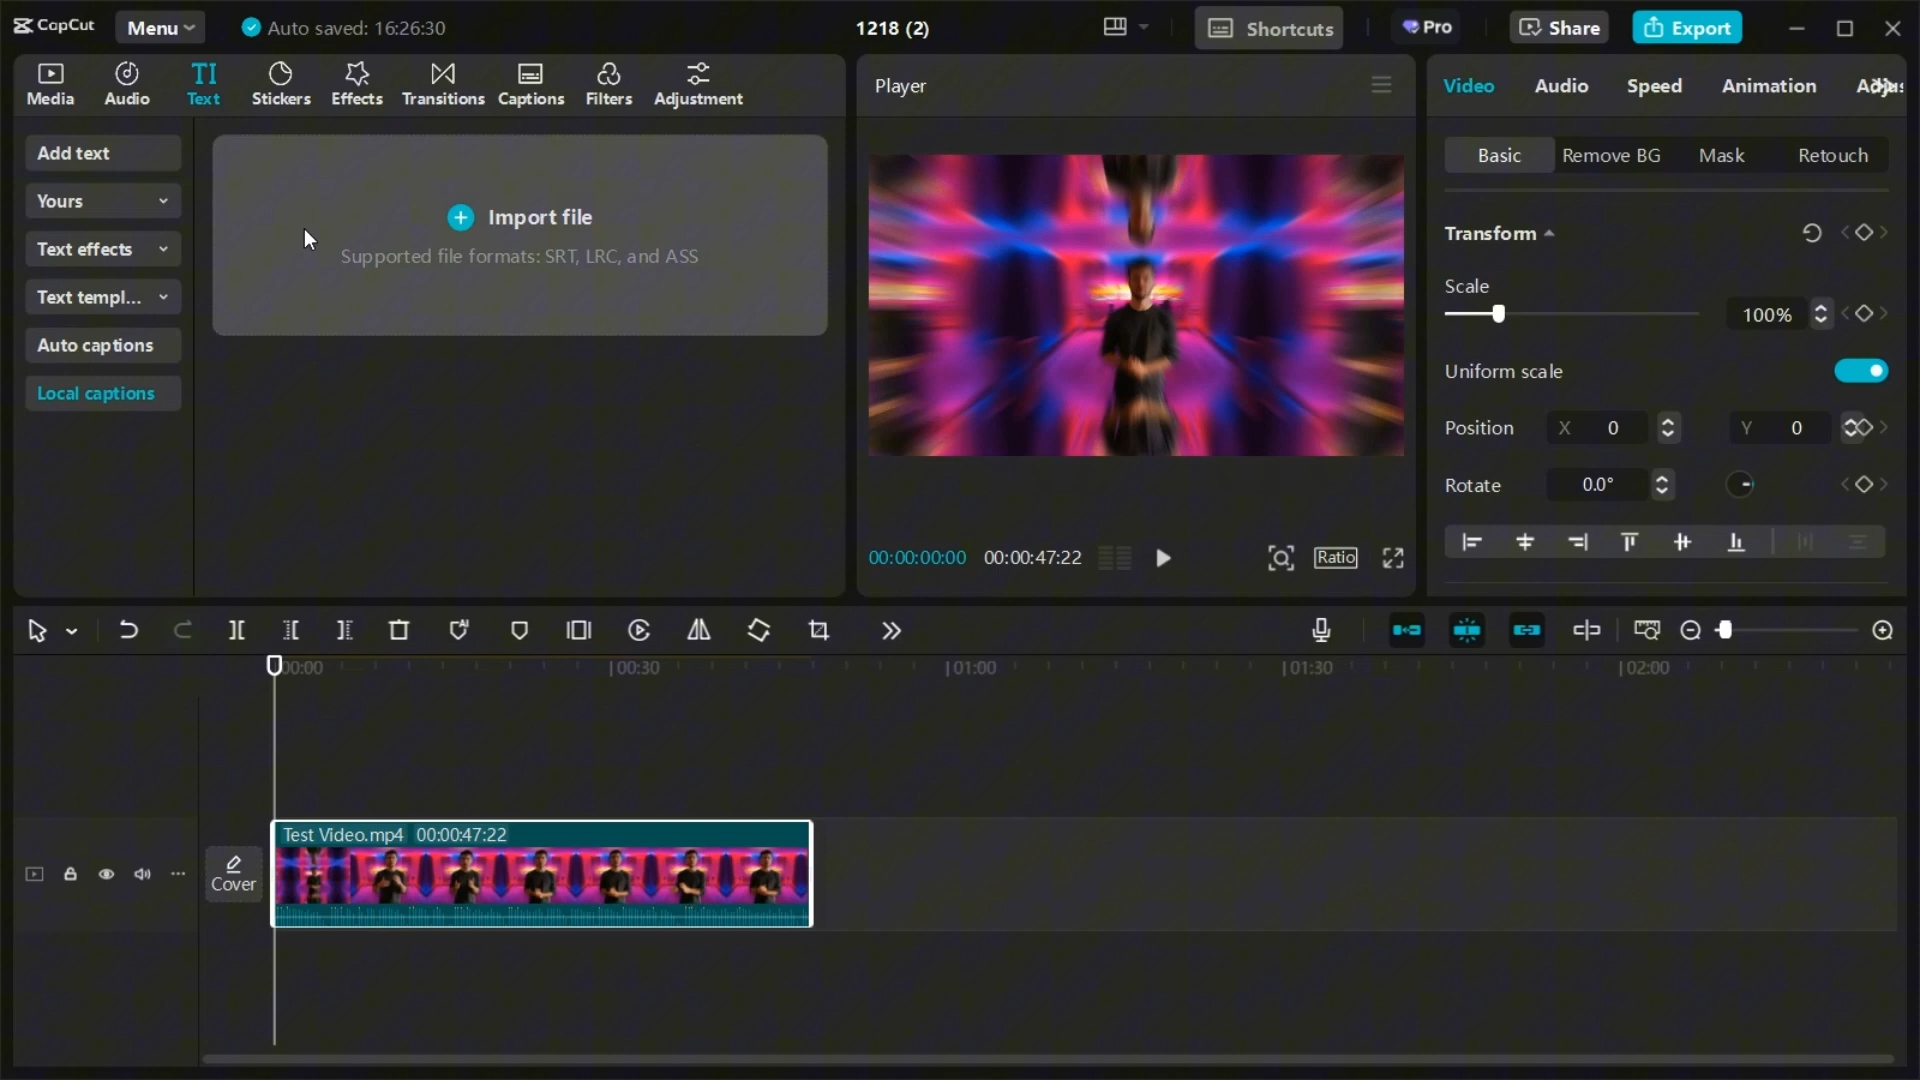 CapCut
Menu
Auto saved: 16:26:30
1218 (2)
Shortcuts
Pro
Share
Export
Media
Audio
Text
Stickers
Effects
Transitions
Captions
Filters
Adjustment
Add text
Yours
Text effects
Text templ...
Auto captions
Local captions
Import file
Supported file formats: SRT, LRC, and ASS
Player
00:00:00:00
00:00:47:22
Ratio
Video
Audio
Speed
Animation
Adjus
Basic
Remove BG
Mask
Retouch
Transform
Scale
100%
Uniform scale
Position
X 0
Y 0
Rotate
0.0°
00:00
00:30
01:00
01:30
02:00
Test Video.mp4 00:00:47:22
Cover